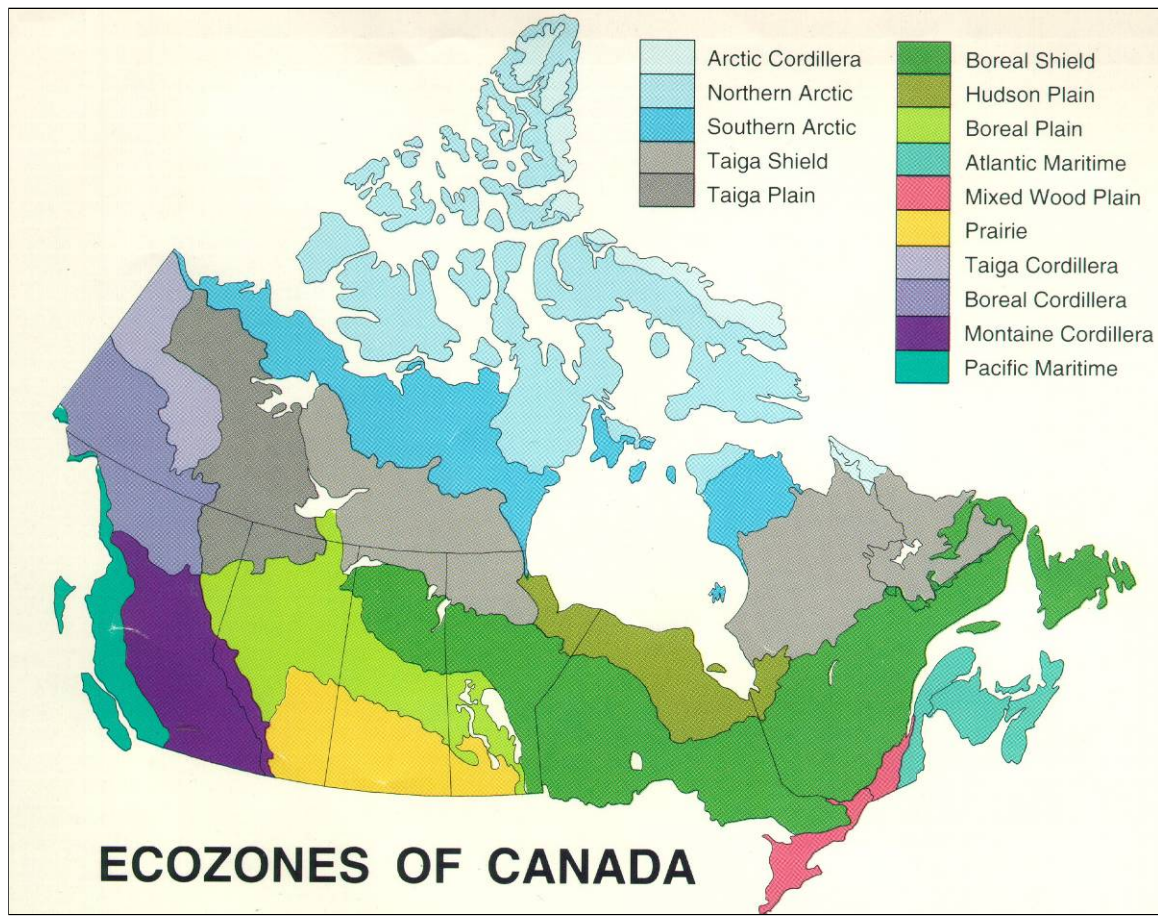 Arctic Cordillera
Northern Arctic
Southern Arctic
Taiga Shield
Taiga Plain
Boreal Shield
Hudson Plain
Boreal Plain
Atlantic Maritime
Mixed Wood Plain
Prairie
Taiga Cordillera
Boreal Cordillera
Montaine Cordillera
Pacific Maritime
ECOZONES OF CANADA